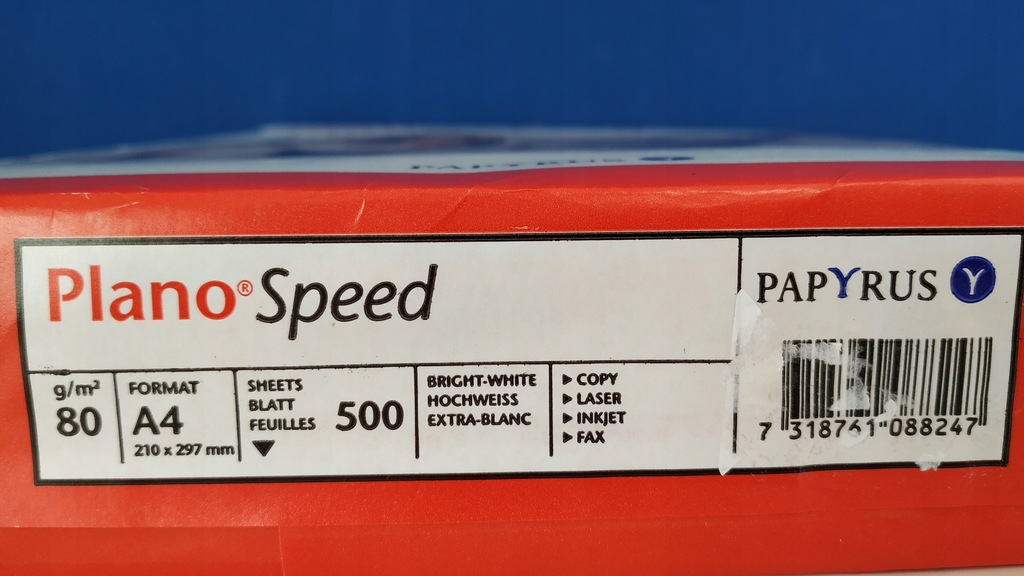 PAPYRUS
Plano® Speed
PAPYRUS
g/m²
80
FORMAT
A4
210 x 297 mm
SHEETS
BLATT
FEUILLES
500
BRIGHT-WHITE
HOCHWEISS
EXTRA-BLANC
COPY
LASER
INKJET
FAX
7 318761 088247